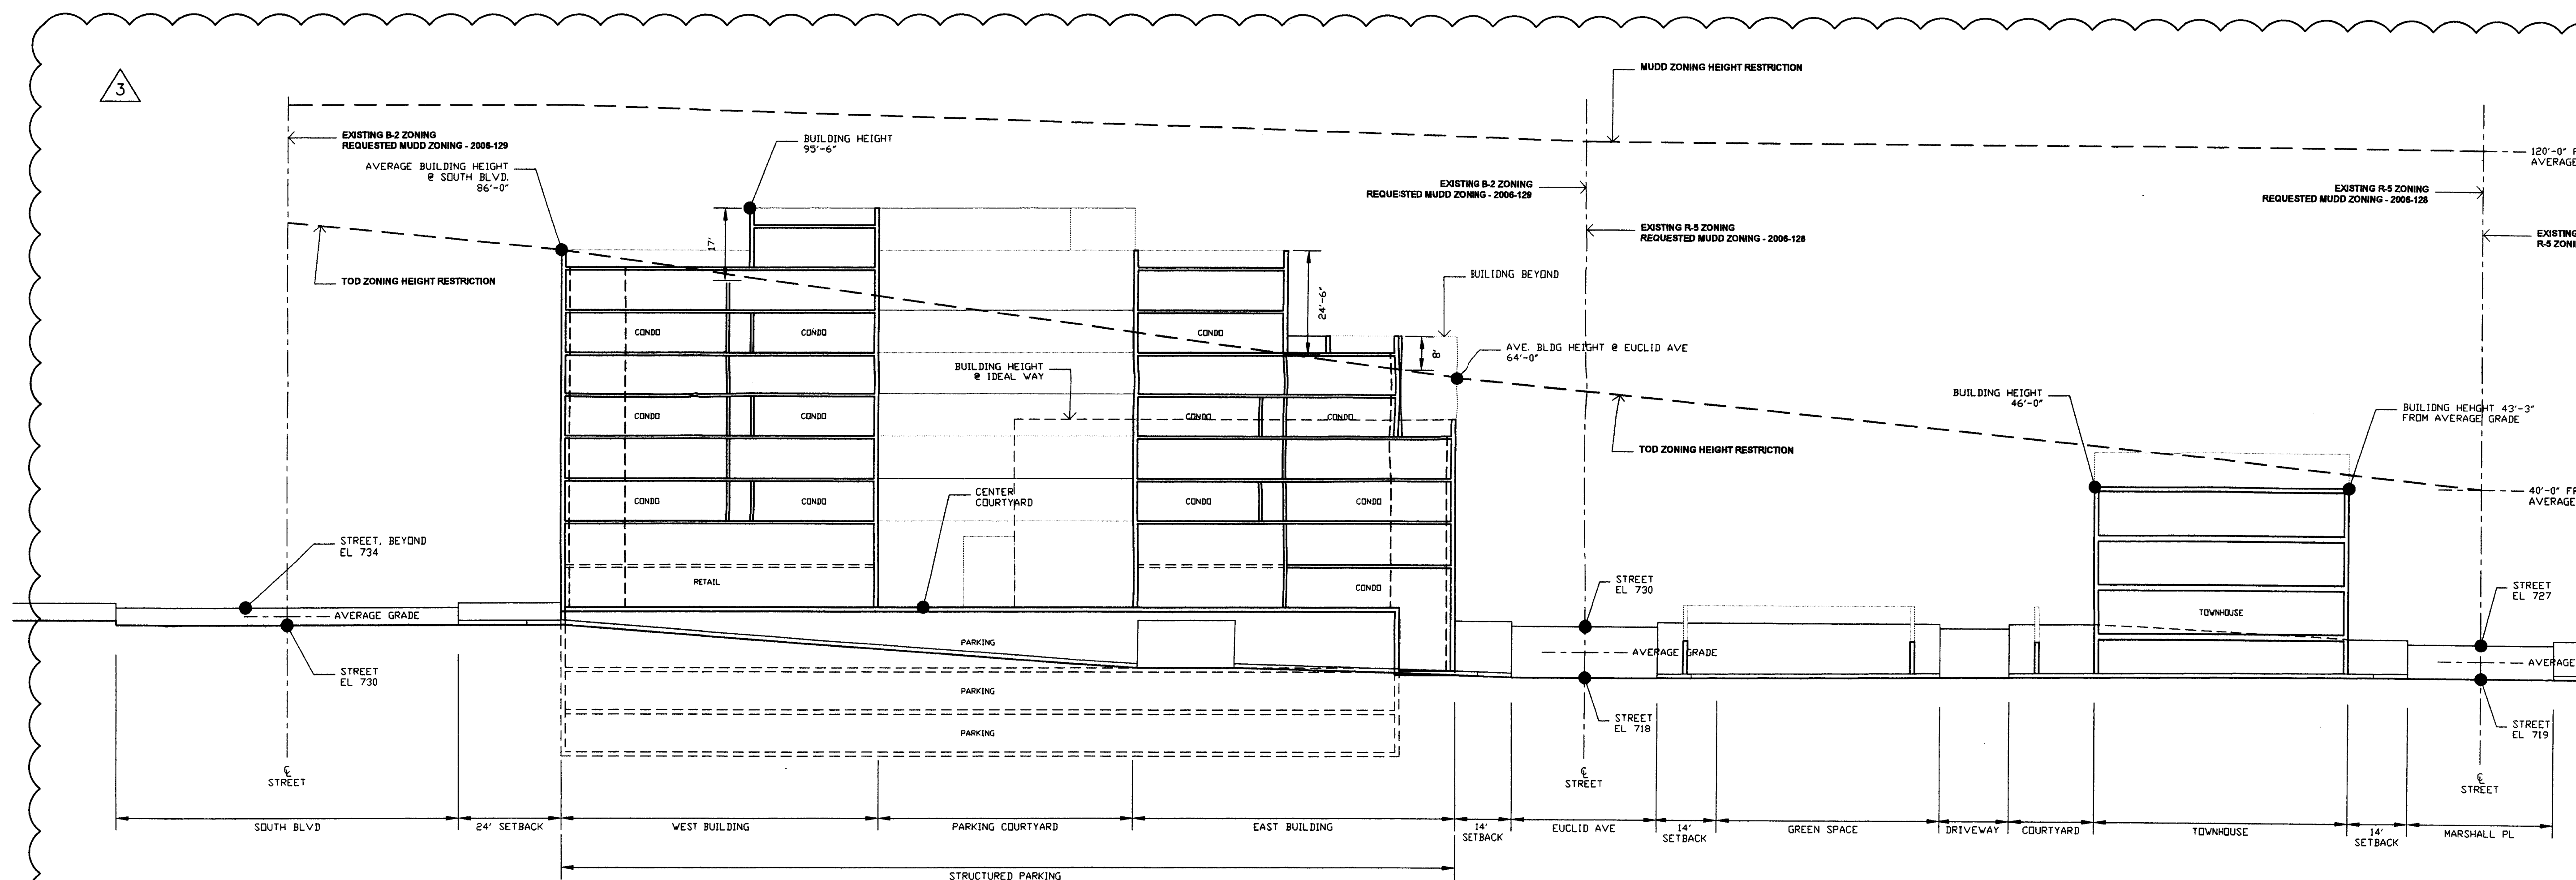 3
MUDD ZONING HEIGHT RESTRICTION
EXISTING B-2 ZONING
REQUESTED MUDD ZONING - 2006-129
AVERAGE BUILDING HEIGHT
@ SOUTH BLVD.
86'-0"
BUILDING HEIGHT
95'-6"
120'-0" F
AVERAGE
EXISTING B-2 ZONING
REQUESTED MUDD ZONING - 2006-129
EXISTING R-5 ZONING
REQUESTED MUDD ZONING - 2006-128
EXISTING R-5 ZONING
REQUESTED MUDD ZONING - 2006-128
EXISTING
R-5 ZONI
TOD ZONING HEIGHT RESTRICTION
17'
24'-6"
8'
BUILIDNG BEYOND
AVE. BLDG HEIGHT @ EUCLID AVE
64'-0"
BUILDING HEIGHT
@ IDEAL WAY
BUILDING HEIGHT
46'-0"
BUILIDNG HEHGHT 43'-3"
FROM AVERAGE GRADE
TOD ZONING HEIGHT RESTRICTION
40'-0" F
AVERAGE
CONDO
CONDO
CONDO
CONDO
CONDO
CONDO
CONDO
CONDO
CONDO
CONDO
CONDO
CENTER
COURTYARD
STREET, BEYOND
EL 734
RETAIL
CONDO
STREET
EL 730
STREET
EL 727
TOWNHOUSE
AVERAGE GRADE
PARKING
AVERAGE GRADE
AVERAGE
STREET
EL 730
PARKING
PARKING
STREET
EL 718
STREET
EL 719
℄
STREET
℄
STREET
℄
STREET
SOUTH BLVD
24' SETBACK
WEST BUILDING
PARKING COURTYARD
EAST BUILDING
14'
SETBACK
EUCLID AVE
14'
SETBACK
GREEN SPACE
DRIVEWAY
COURTYARD
TOWNHOUSE
14'
SETBACK
MARSHALL PL
STRUCTURED PARKING